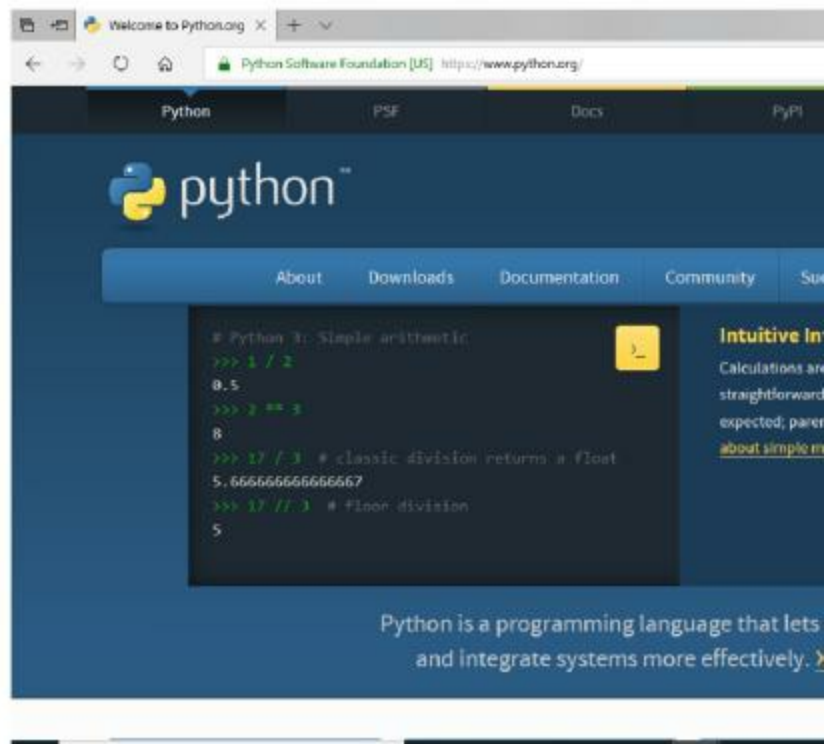 Welcome to Python.org
Python Software Foundation [US] https://www.python.org/
Python PSF Docs PyPI
python
About Downloads Documentation Community Suc
# Python 3: Simple arithmetic
>>> 1 / 2
0.5
>>> 2 ** 3
8
>>> 17 / 3 # classic division returns a float
5.666666666666667
>>> 17 // 3 # floor division
5
>_
Intuitive In
Calculations are
straightforward
expected; paren
about simple m
Python is a programming language that lets
and integrate systems more effectively.